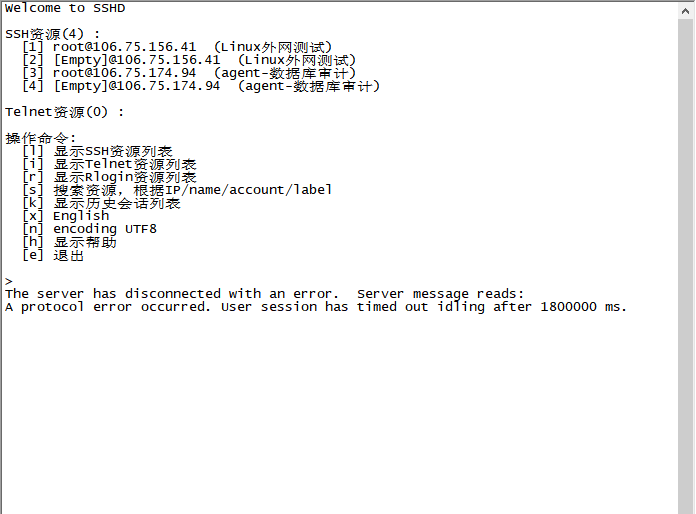 Welcome to SSHD
SSH资源(4) :
[1] root@106.75.156.41  (Linux外网测试)
[2] [Empty]@106.75.156.41  (Linux外网测试)
[3] root@106.75.174.94  (agent-数据库审计)
[4] [Empty]@106.75.174.94  (agent-数据库审计)
Telnet资源(0) :
操作命令:
[l] 显示SSH资源列表
[i] 显示Telnet资源列表
[r] 显示Rlogin资源列表
[s] 搜索资源，根据IP/name/account/label
[k] 显示历史会话列表
[x] English
[n] encoding UTF8
[h] 显示帮助
[e] 退出
>
The server has disconnected with an error.  Server message reads:
A protocol error occurred. User session has timed out idling after 1800000 ms.